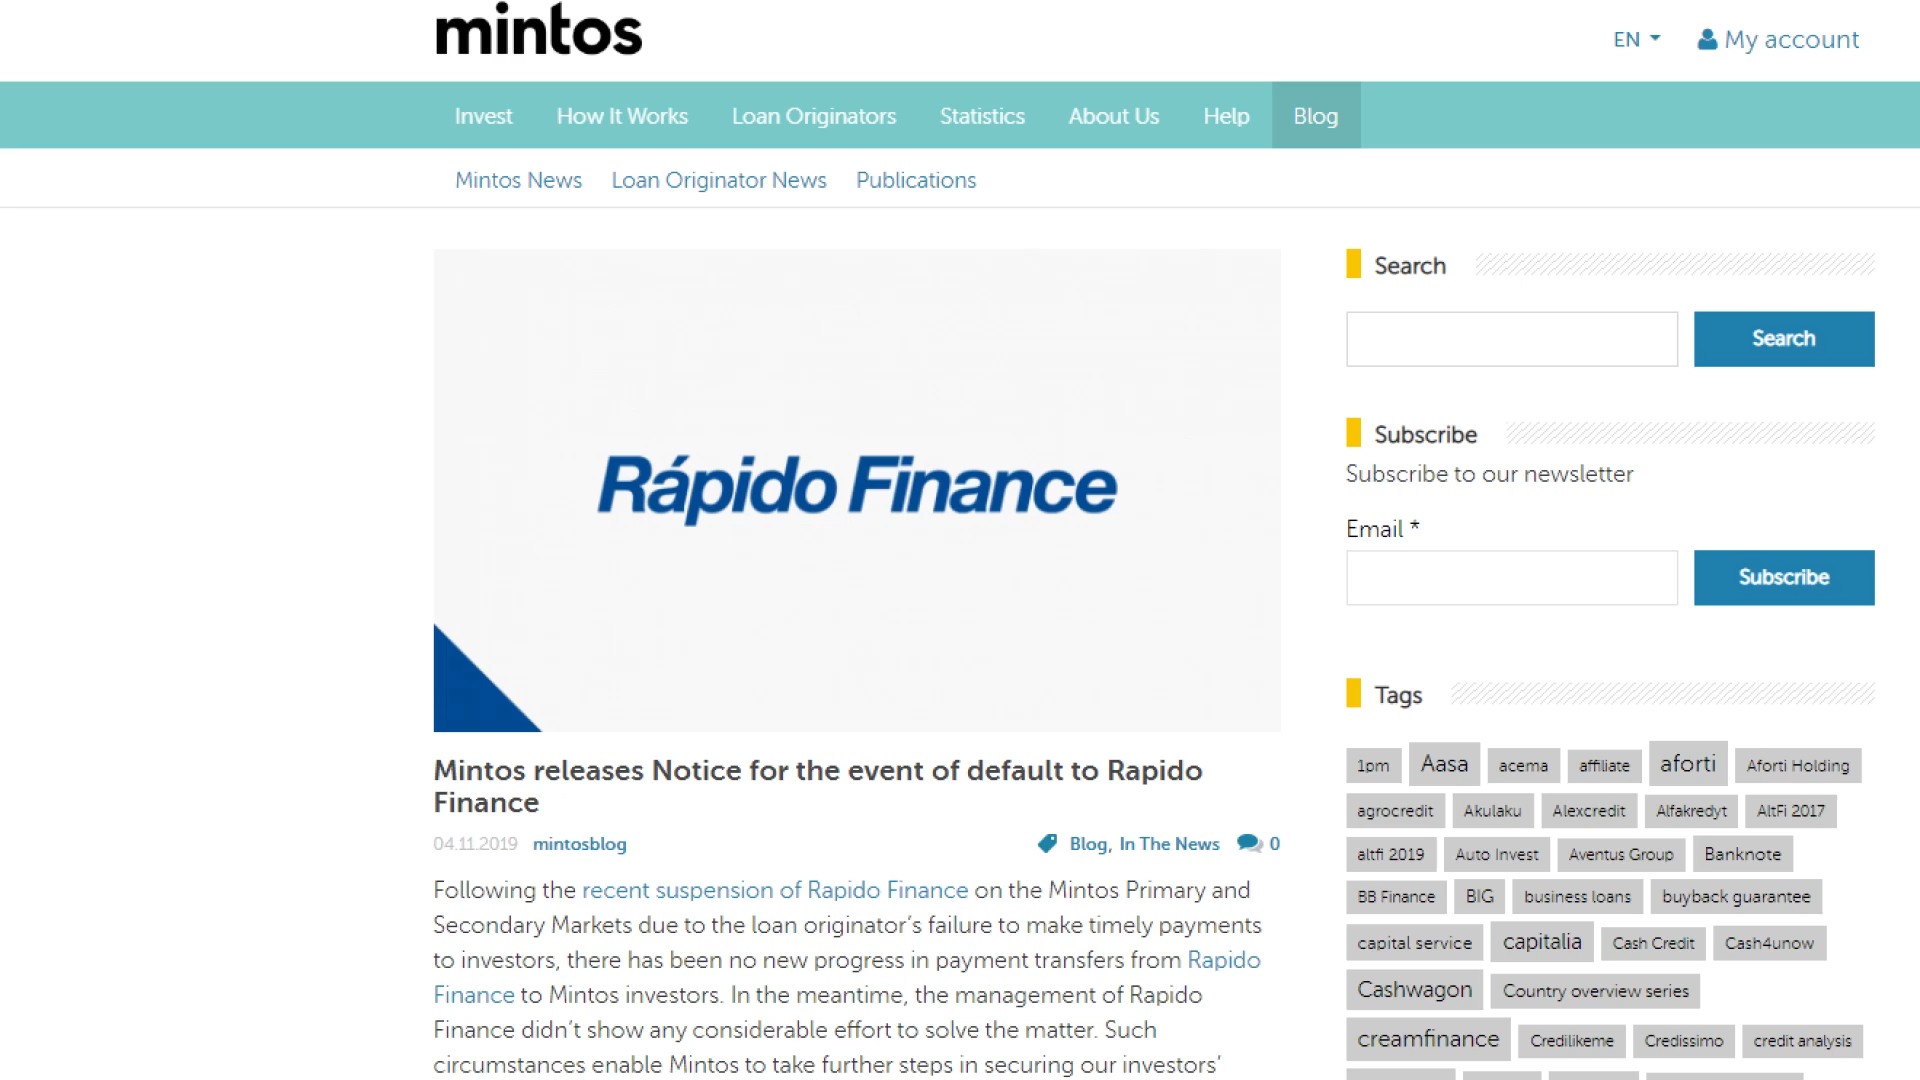 mintos
EN
My account
Invest How It Works Loan Originators Statistics About Us Help Blog
Mintos News Loan Originator News Publications
Rápido Finance
Mintos releases Notice for the event of default to Rapido
Finance
04.11.2019 mintosblog Blog, In The News 0
Following the recent suspension of Rapido Finance on the Mintos Primary and
Secondary Markets due to the loan originator’s failure to make timely payments
to investors, there has been no new progress in payment transfers from Rapido
Finance to Mintos investors. In the meantime, the management of Rapido
Finance didn’t show any considerable effort to solve the matter. Such
circumstances enable Mintos to take further steps in securing our investors’
Search
Search
Subscribe
Subscribe to our newsletter
Email *
Subscribe
Tags
1pm Aasa acema affiliate aforti Aforti Holding
agrocredit Akulaku Alexcredit Alfakredyt AltFi 2017
altfi 2019 Auto Invest Aventus Group Banknote
BB Finance BIG business loans buyback guarantee
capital service capitalia Cash Credit Cash4unow
Cashwagon Country overview series
creamfinance Credilikeme Credissimo credit analysis